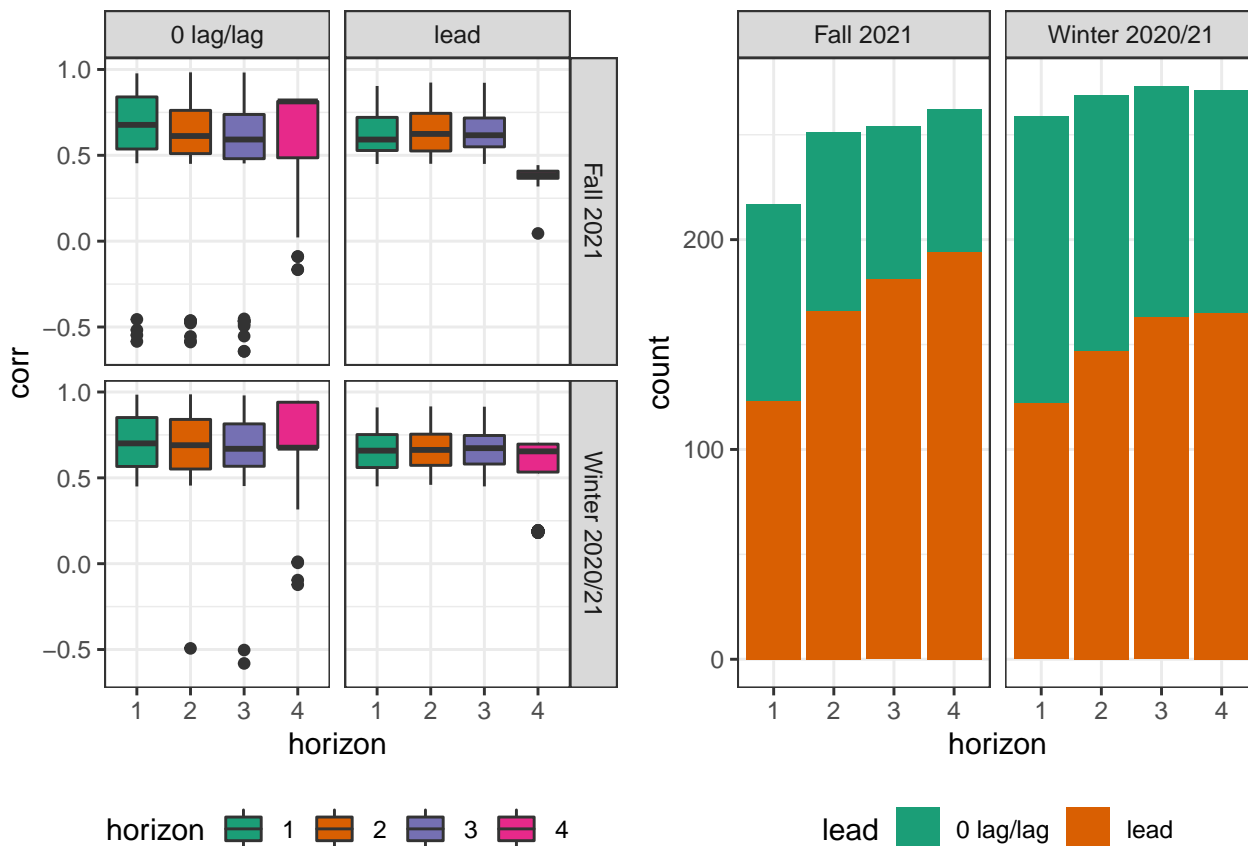 0 lag/lag
lead
Fall 2021
Winter 2020/21
corr
1.0
0.5
0.0
−0.5
1.0
0.5
0.0
−0.5
1 2 3 4
1 2 3 4
horizon
horizon 1 2 3 4
Fall 2021
Winter 2020/21
count
200
100
0
1 2 3 4
1 2 3 4
horizon
lead 0 lag/lag lead